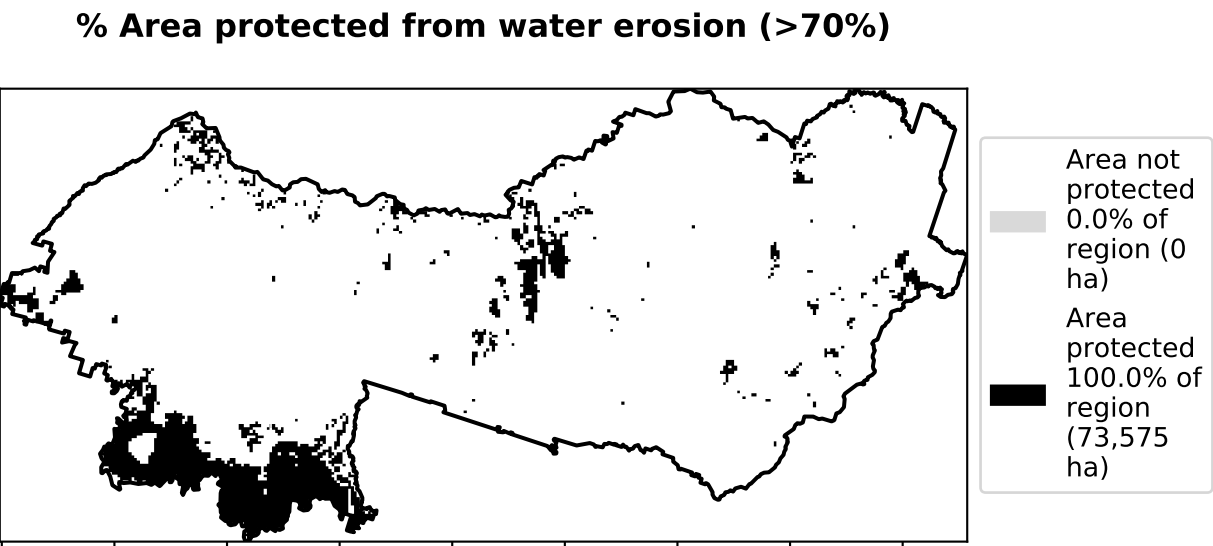 % Area protected from water erosion (>70%)
Area not
protected
0.0% of
region (0
ha)
Area
protected
100.0% of
region
(73,575
ha)